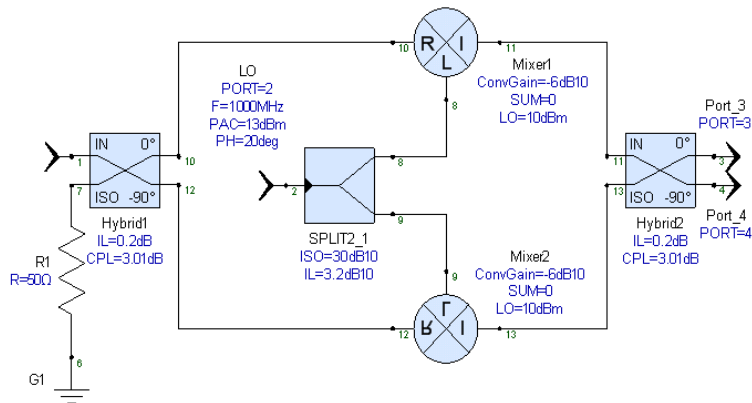 R I
L
10
11
8
Mixer1
ConvGain=-6dB10
SUM=0
LO=10dBm
LO
PORT=2
F=1000MHz
PAC=13dBm
PH=20deg
Port_3
PORT=3
IN 0°
ISO -90°
1
7
10
12
Hybrid1
IL=0.2dB
CPL=3.01dB
2
8
9
SPLIT2_1
ISO=30dB10
IL=3.2dB10
IN 0°
ISO -90°
11
13
3
4
Port_4
PORT=4
Hybrid2
IL=0.2dB
CPL=3.01dB
R1
R=50Ω
Mixer2
ConvGain=-6dB10
SUM=0
LO=10dBm
9
L
R I
12
13
6
G1